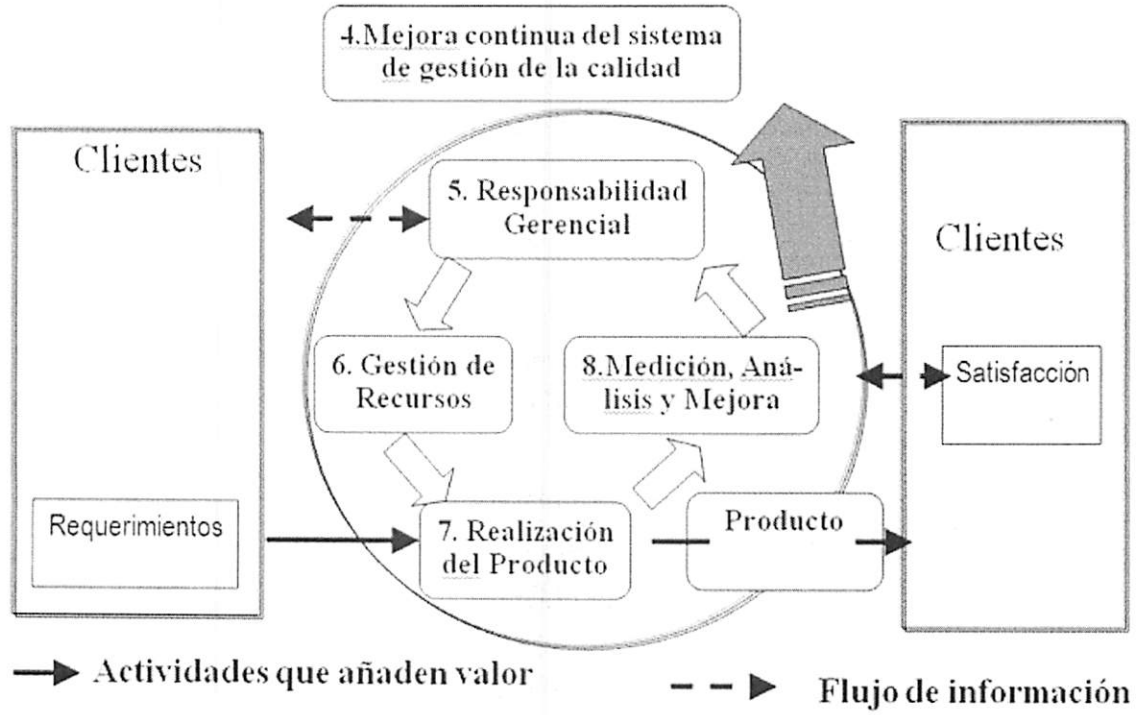 4.Mejora continua del sistema
de gestión de la calidad
Clientes
5. Responsabilidad
Gerencial
Clientes
6. Gestión de
Recursos
8.Medición, Aná-
lisis y Mejora
Satisfacción
Requerimientos
7. Realización
del Producto
Producto
Actividades que añaden valor
Flujo de información